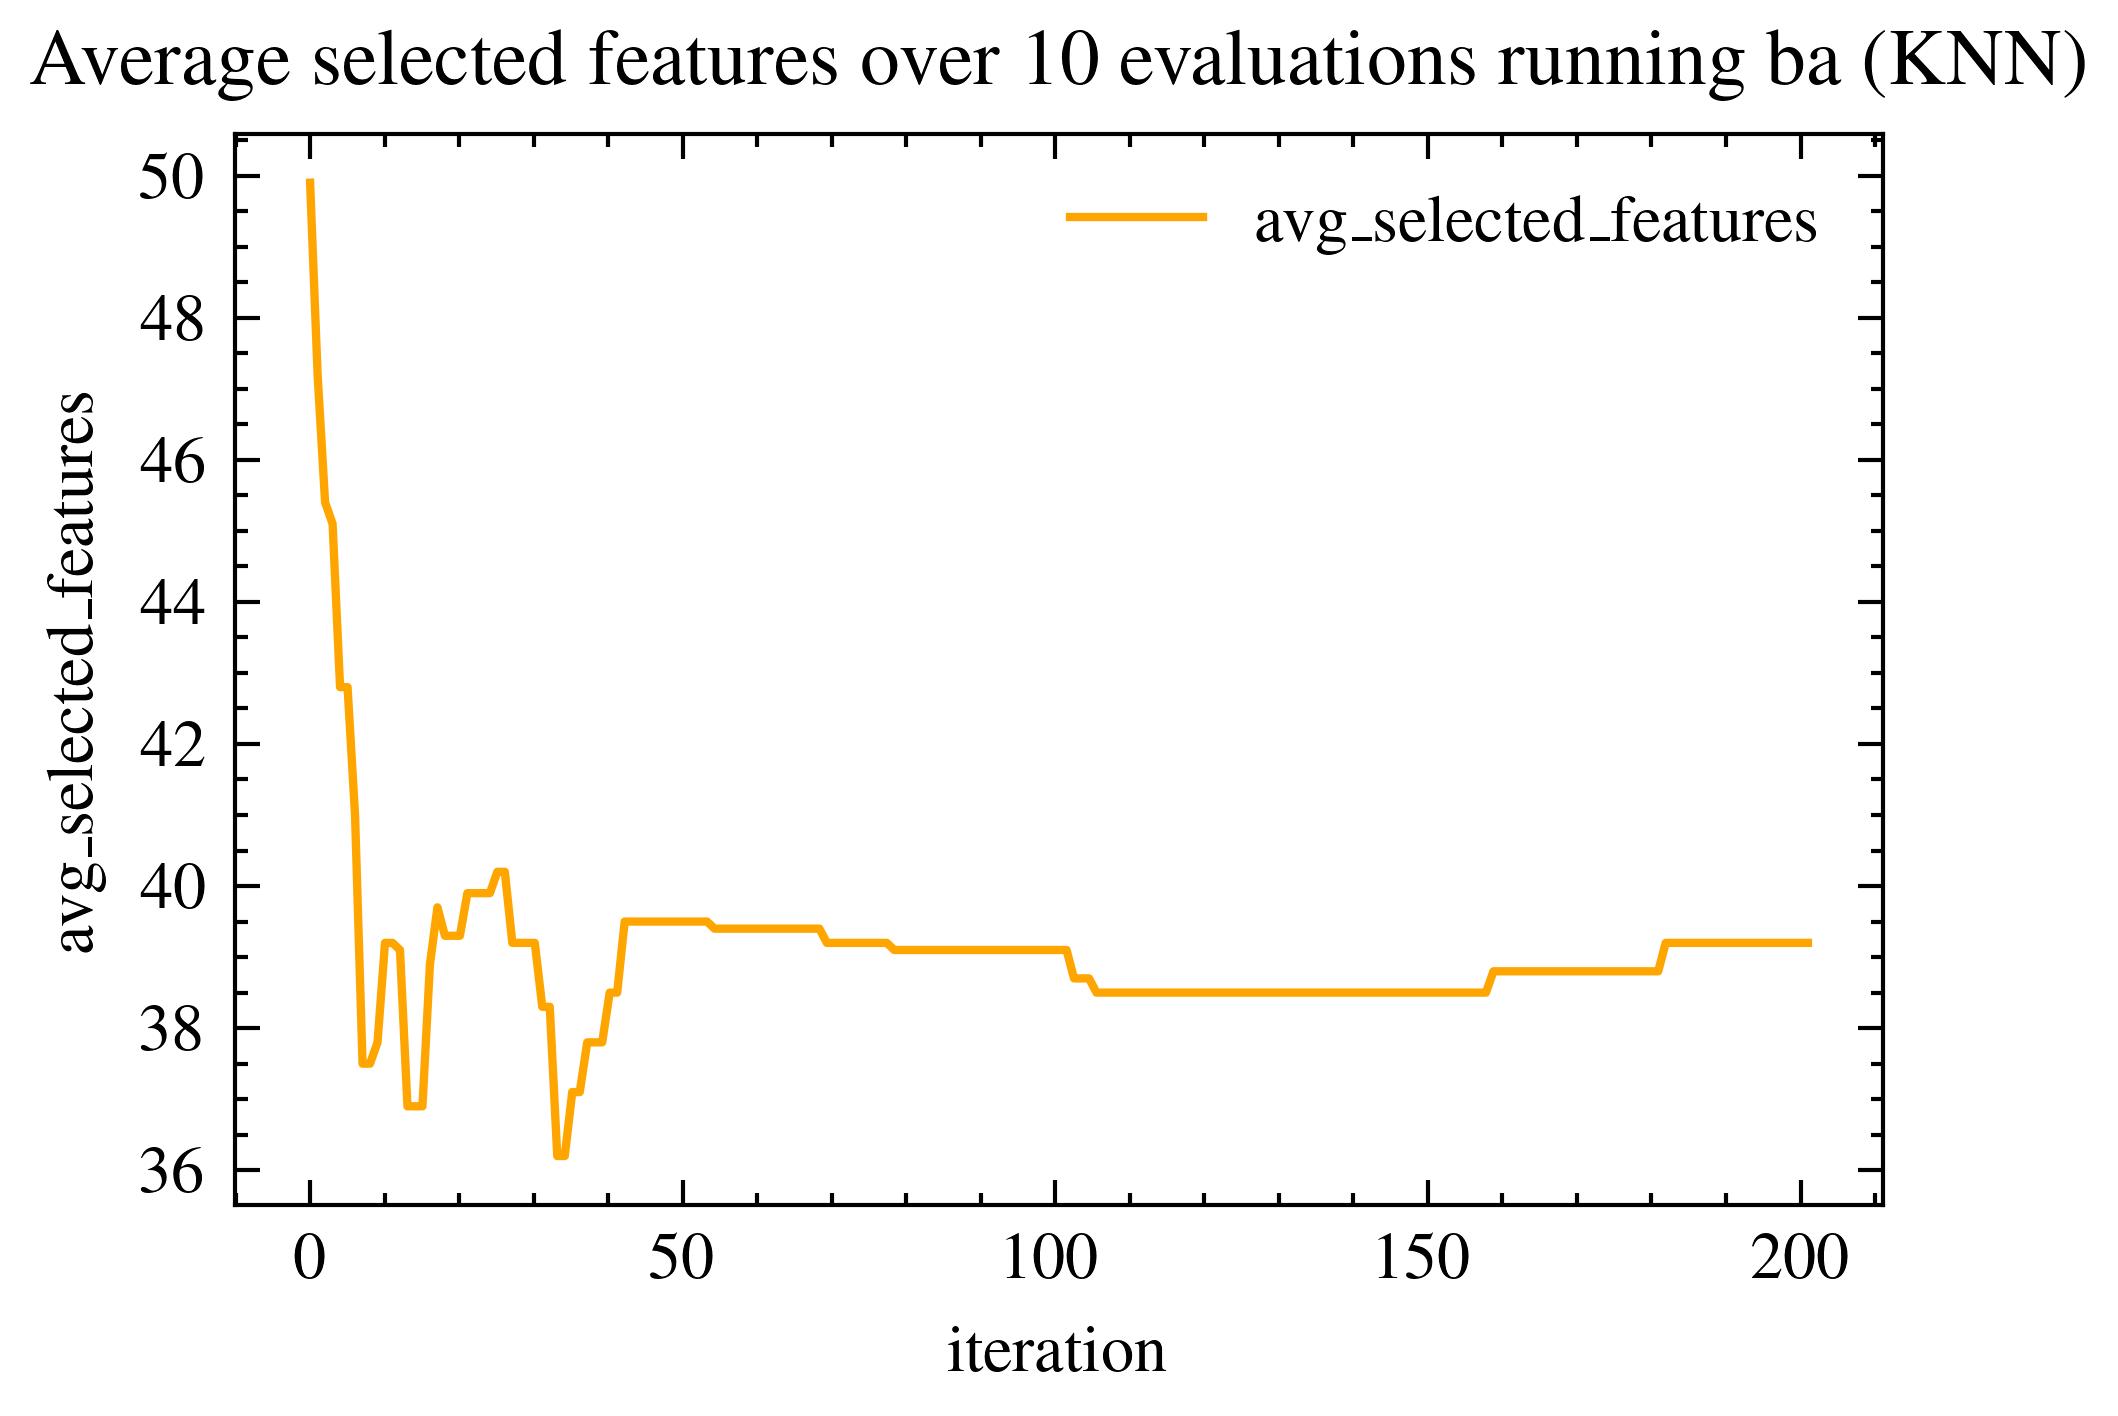 Average selected features over 10 evaluations running ba (KNN)
avg_selected_features
avg_selected_features
50
48
46
44
42
40
38
36
0 50 100 150 200
iteration